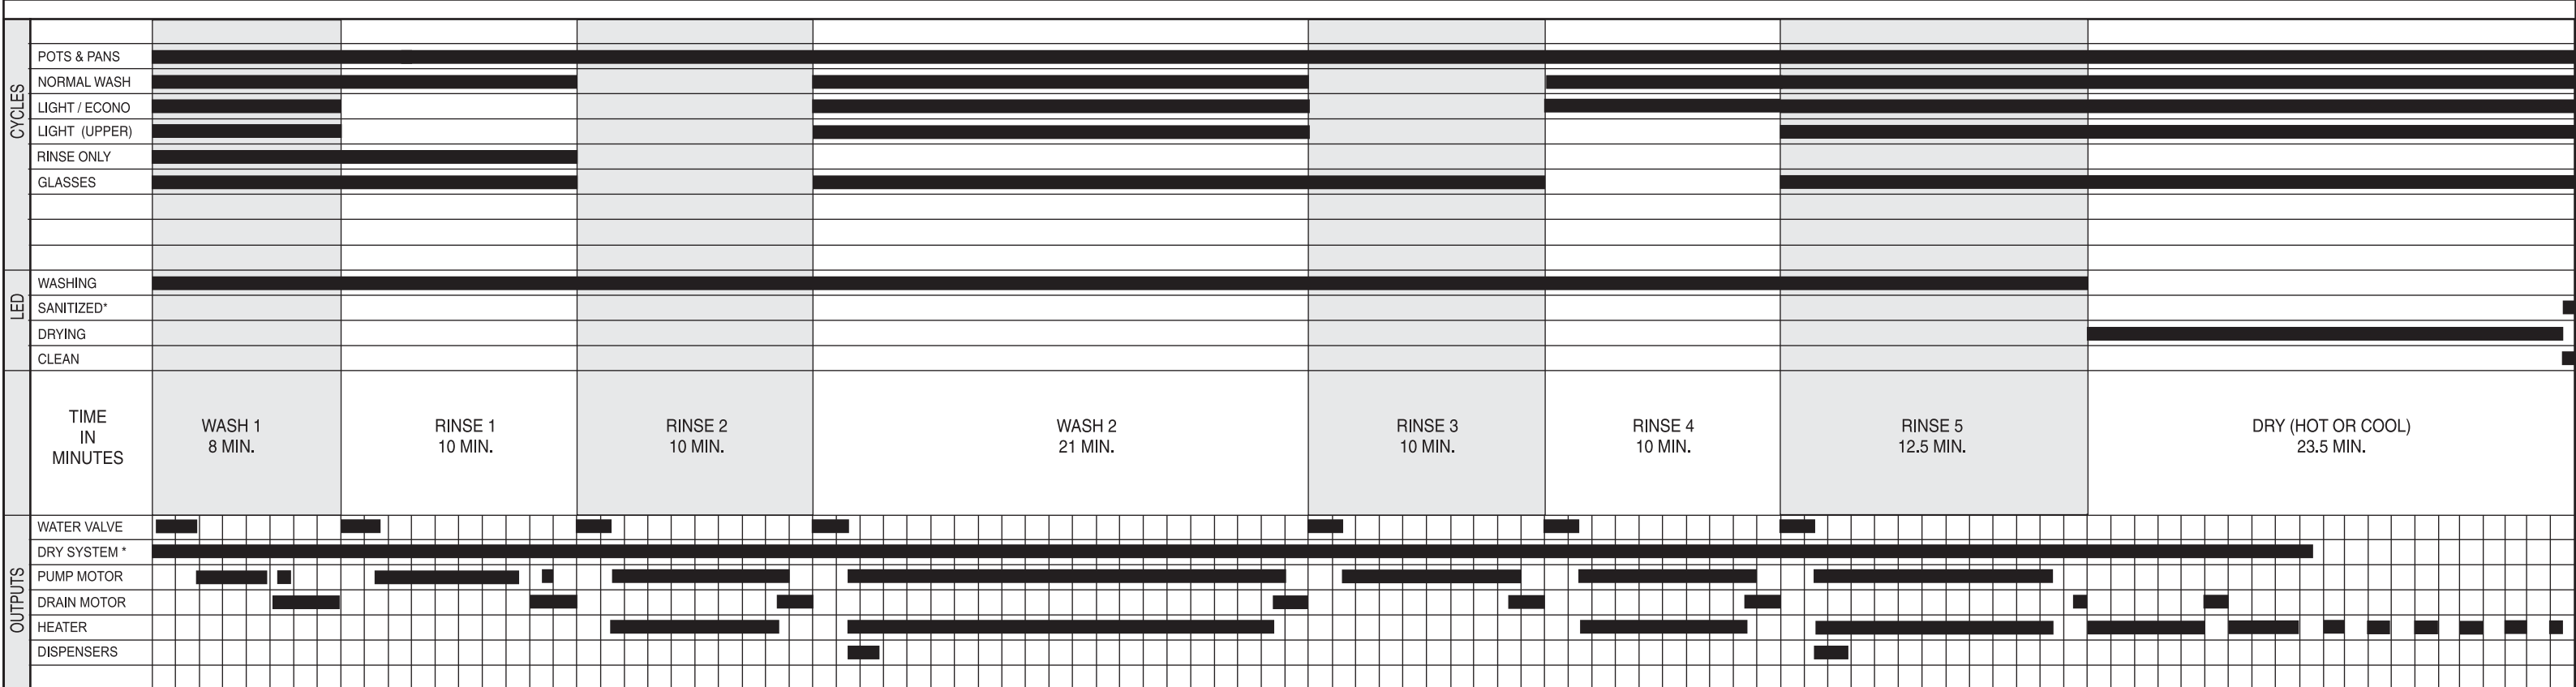 CYCLES
POTS & PANS
NORMAL WASH
LIGHT / ECONO
LIGHT (UPPER)
RINSE ONLY
GLASSES
LED
WASHING
SANITIZED*
DRYING
CLEAN
TIME
IN
MINUTES
WASH 1
8 MIN.
RINSE 1
10 MIN.
RINSE 2
10 MIN.
WASH 2
21 MIN.
RINSE 3
10 MIN.
RINSE 4
10 MIN.
RINSE 5
12.5 MIN.
DRY (HOT OR COOL)
23.5 MIN.
OUTPUTS
WATER VALVE
DRY SYSTEM *
PUMP MOTOR
DRAIN MOTOR
HEATER
DISPENSERS